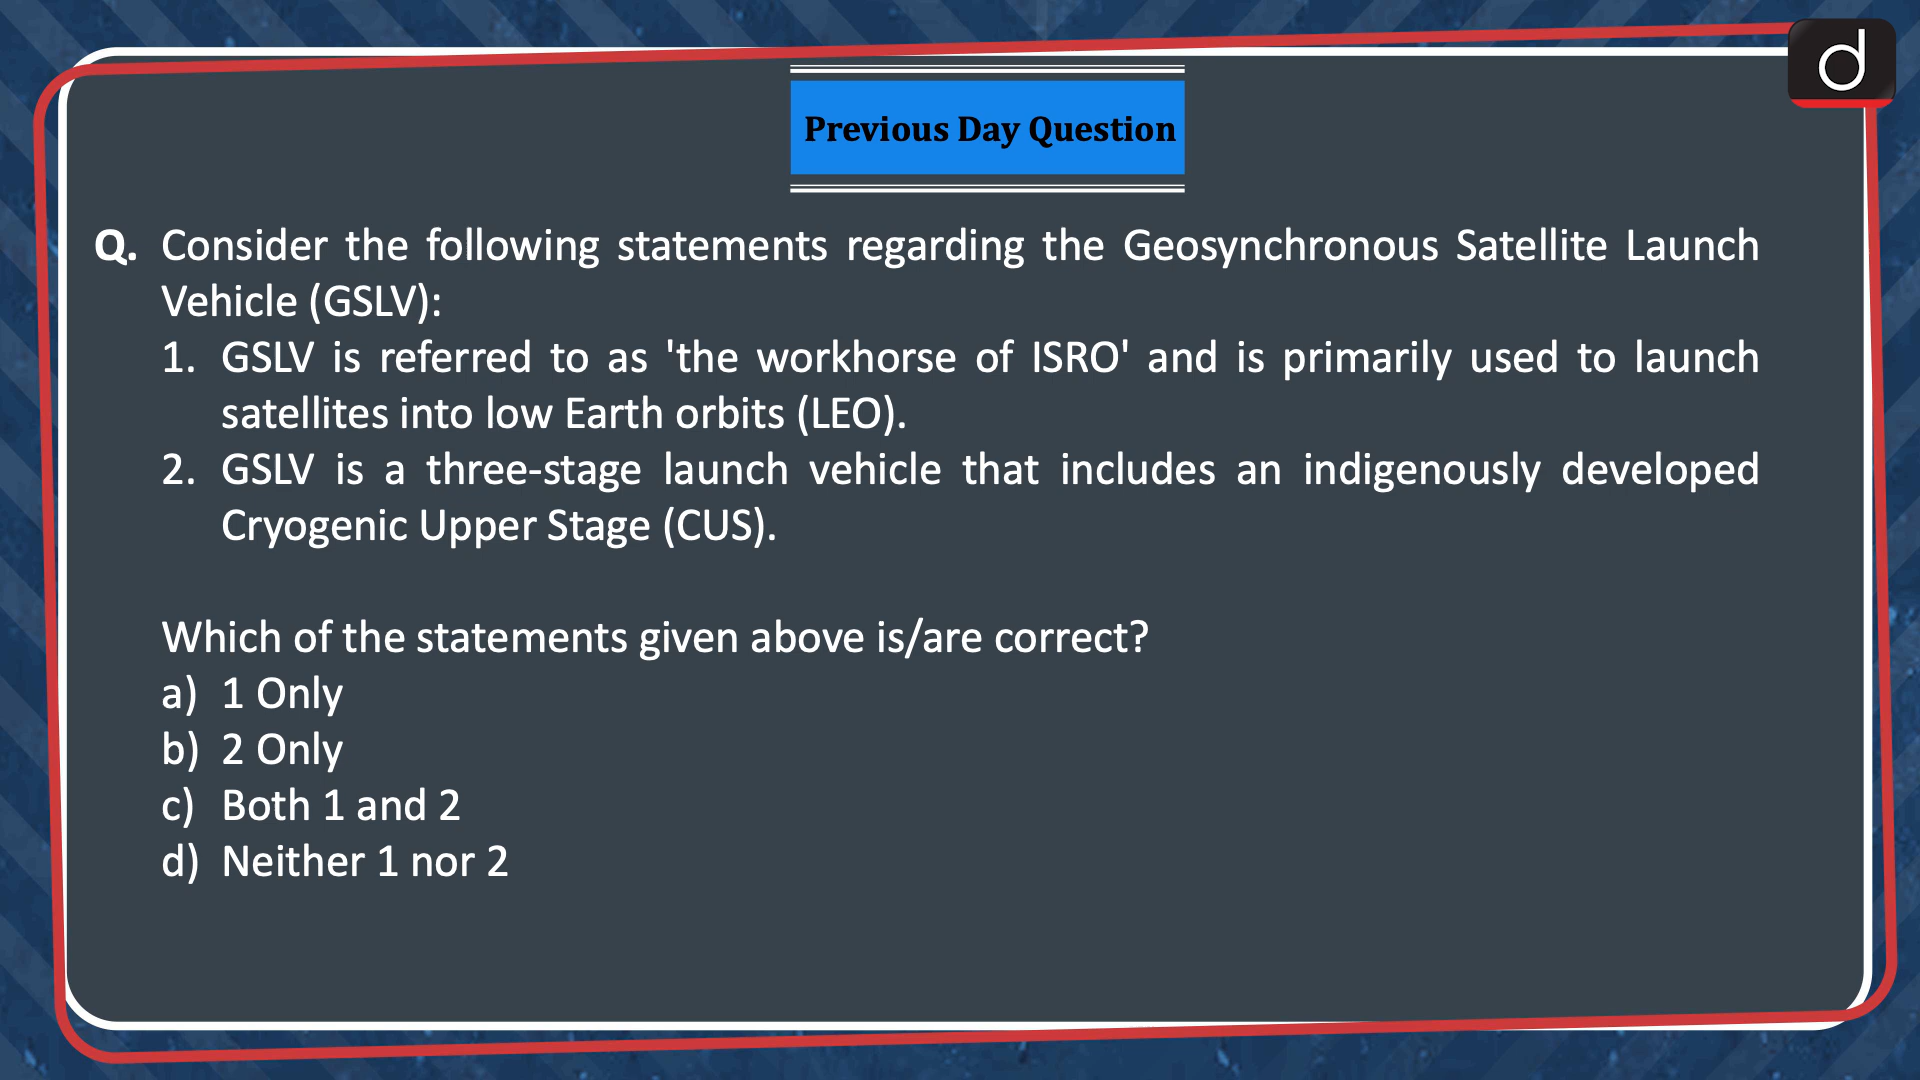 d
Previous Day Question
Q. Consider the following statements regarding the Geosynchronous Satellite Launch
Vehicle (GSLV):
1. GSLV is referred to as 'the workhorse of ISRO' and is primarily used to launch
satellites into low Earth orbits (LEO).
2. GSLV is a three-stage launch vehicle that includes an indigenously developed
Cryogenic Upper Stage (CUS).
Which of the statements given above is/are correct?
a) 1 Only
b) 2 Only
c) Both 1 and 2
d) Neither 1 nor 2